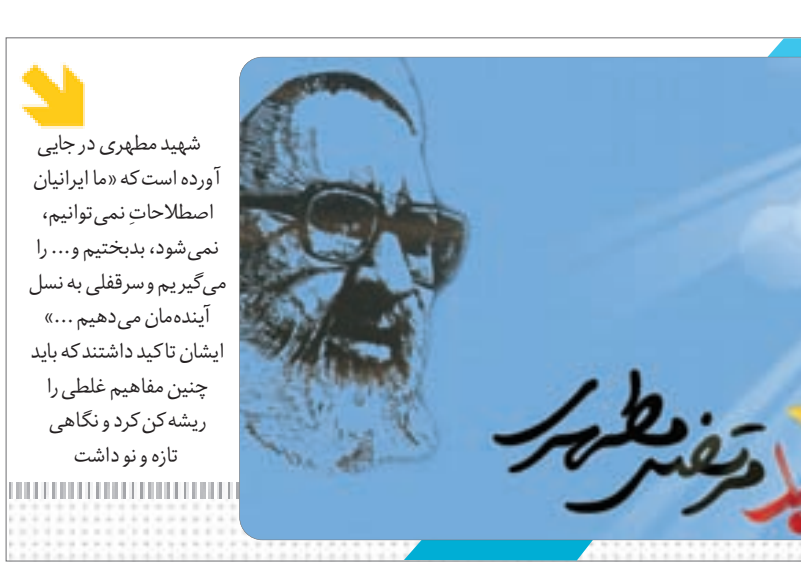 شهید مطهری در جایی
آورده است که «ما ایرانیان
اصطلاحاتِ نمی‌توانیم،
نمی‌شود، بدبختیم و... را
می‌گیریم و سرقفلی به نسل
آینده‌مان می‌دهیم ...»
ایشان تاکید داشتند که باید
چنین مفاهیم غلطی را
ریشه‌کن کرد و نگاهی
تازه و نو داشت
مرتضی مطهری